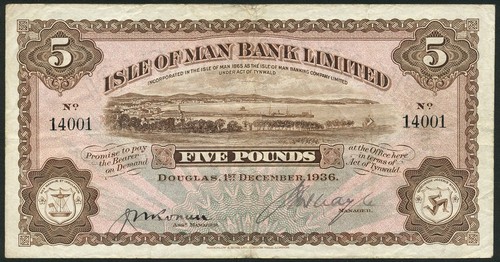 5 ISLE OF MAN BANK LIMITED 5
INCORPORATED IN THE ISLE OF MAN 1865 AS THE ISLE OF MAN BANKING COMPANY LIMITED
UNDER ACT OF TYNWALD
Nº 14001 Nº 14001
Promise to pay the Bearer on Demand
FIVE POUNDS
at the Office here in terms of Act of Tynwald.
DOUGLAS, 1ST DECEMBER, 1936.
MANAGER.
ASST. MANAGER.